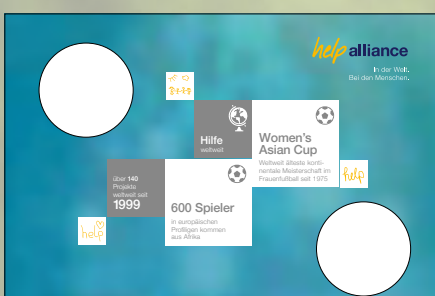 help alliance
In der Welt.
Bei den Menschen.
Hilfe
weltweit
Women's
Asian Cup
Weltweit älteste konti-
nentale Meisterschaft im
Frauenfußball seit 1975
help
über 140
Projekte
weltweit seit
1999
600 Spieler
in europäischen
Profiligen kommen
aus Afrika
help